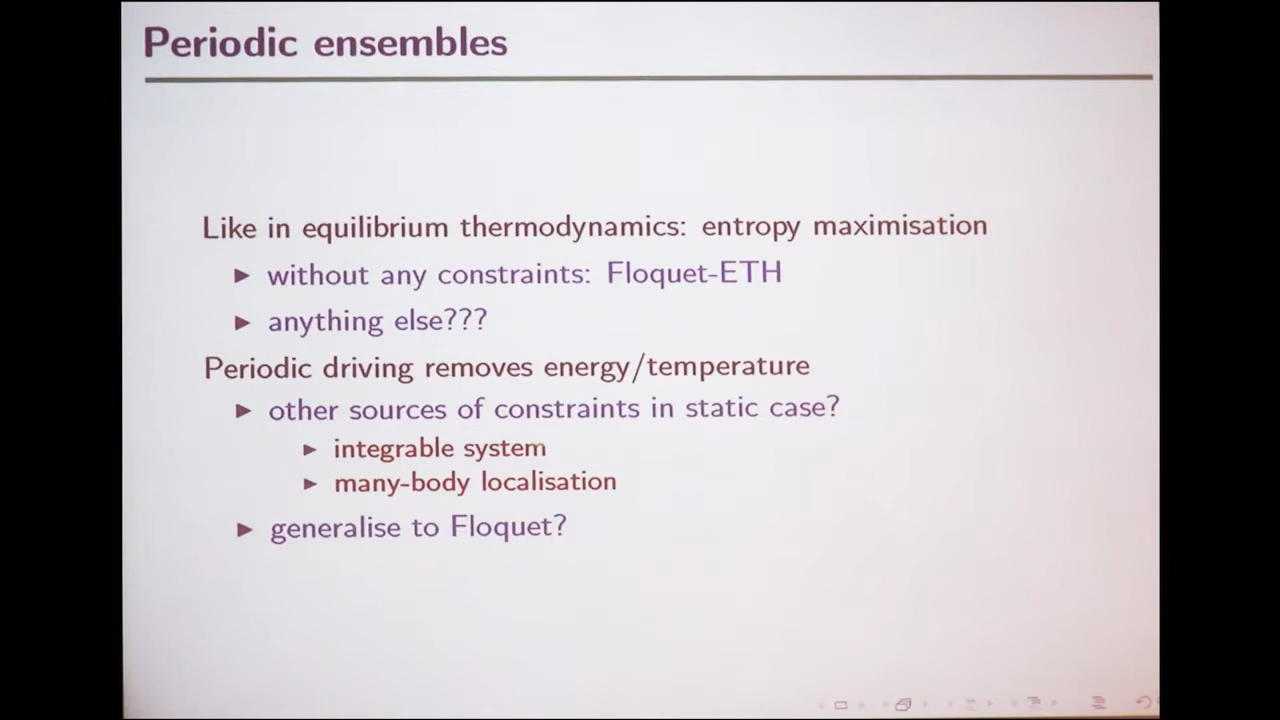 Periodic ensembles
Like in equilibrium thermodynamics: entropy maximisation
► without any constraints: Floquet-ETH
► anything else???
Periodic driving removes energy/temperature
► other sources of constraints in static case?
► integrable system
► many-body localisation
► generalise to Floquet?